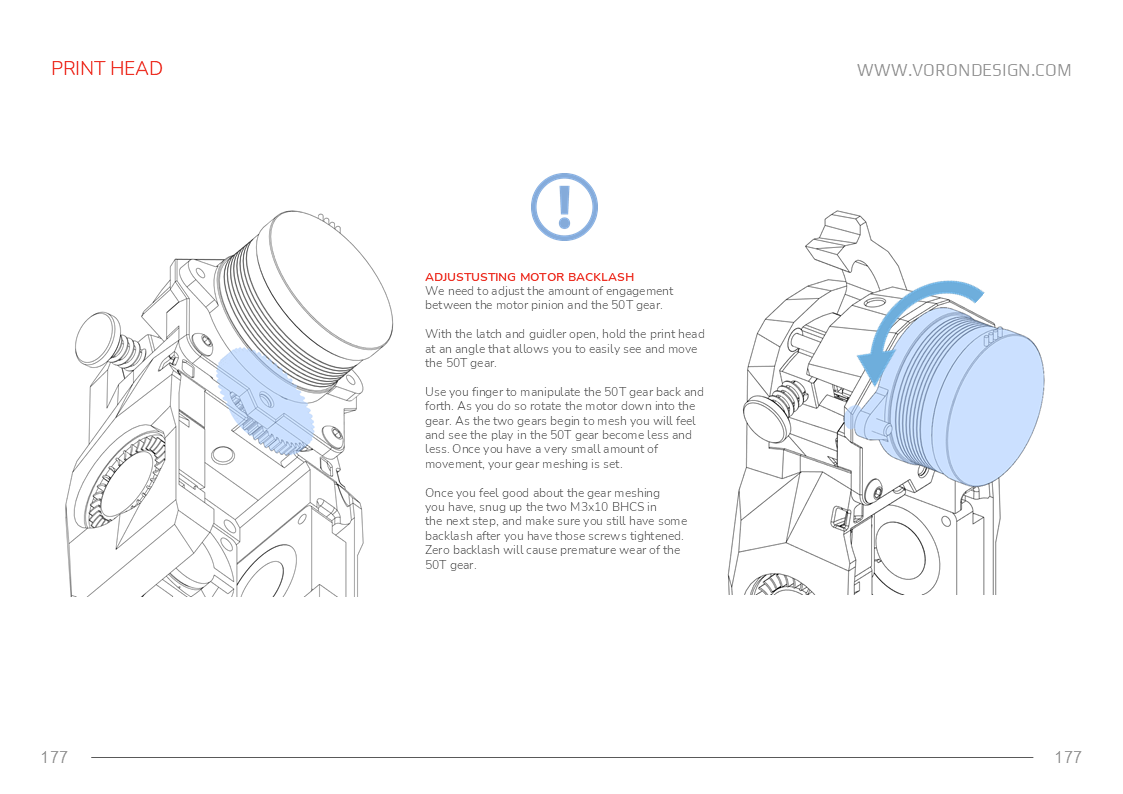 PRINT HEAD
WWW.VORONDESIGN.COM
ADJUSTUSTING MOTOR BACKLASH
We need to adjust the amount of engagement
between the motor pinion and the 50T gear.
With the latch and guidler open, hold the print head
at an angle that allows you to easily see and move
the 50T gear.
Use you finger to manipulate the 50T gear back and
forth. As you do so rotate the motor down into the
gear. As the two gears begin to mesh you will feel
and see the play in the 50T gear become less and
less. Once you have a very small amount of
movement, your gear meshing is set.
Once you feel good about the gear meshing
you have, snug up the two M3x10 BHCS in
the next step, and make sure you still have some
backlash after you have those screws tightened.
Zero backlash will cause premature wear of the
50T gear.
177
177